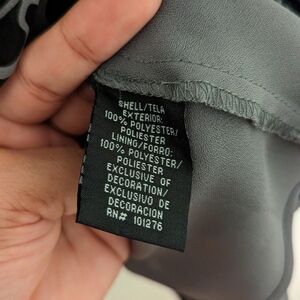 SHELL/TELA
EXTERIOR:
100% POLYESTER/
POLIESTER
LINING/FORRO:
100% POLYESTER/
POLIESTER
EXCLUSIVE OF
DECORATION/
EXCLUSIVO DE
DECORACION
RN# 101276